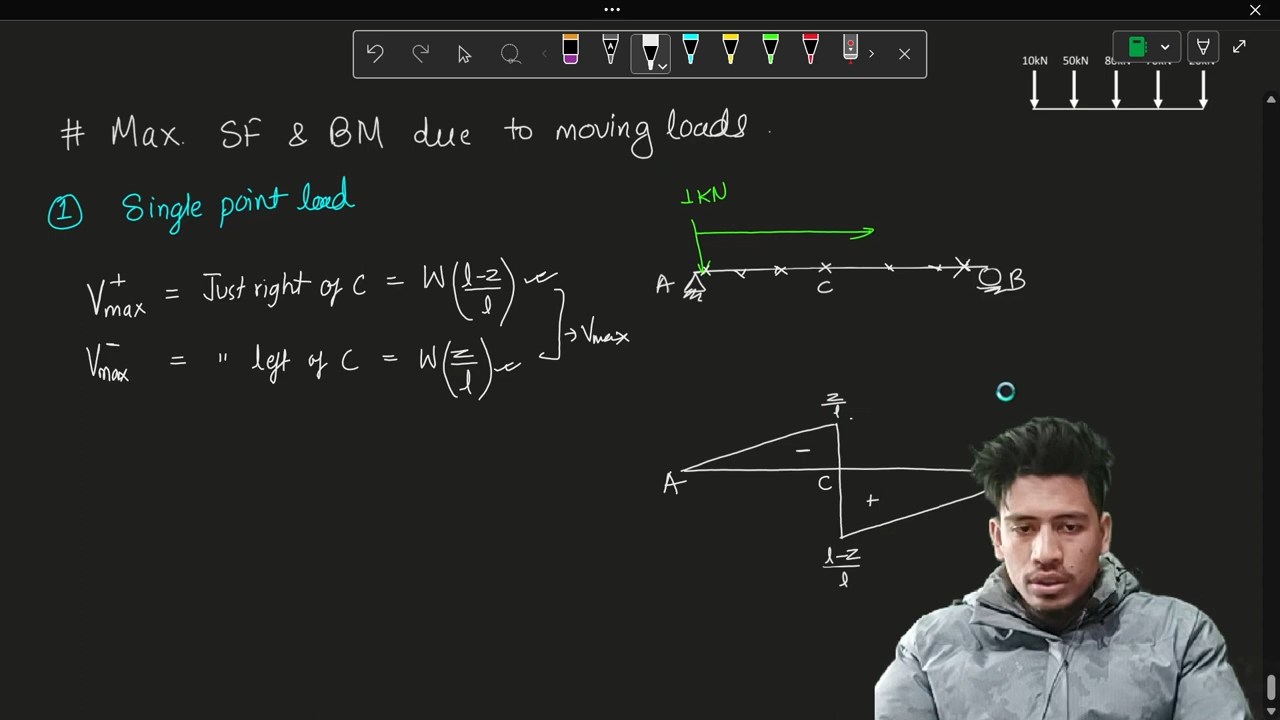 10kN 50kN
# Max. SF & BM due to moving loads.
① Single point load
1KN
V⁺max = Just right of C = W((l-z)/l)
V⁻max = " left of C = W(z/l)
→ Vmax
A C B
z/l
-
A C
+
(l-z)/l